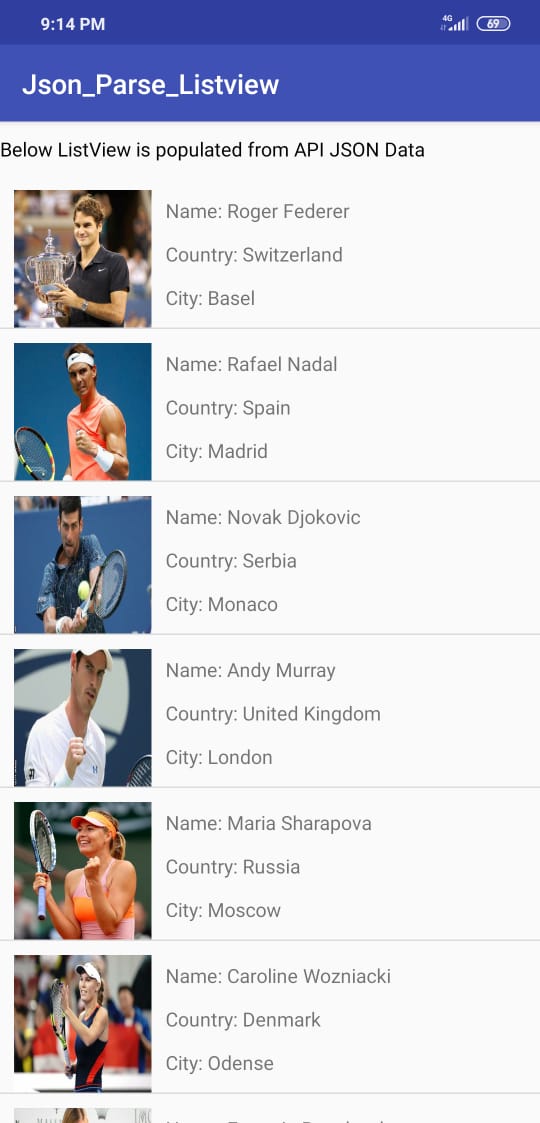 9:14 PM
4G
69
Json_Parse_Listview
Below ListView is populated from API JSON Data
Name: Roger Federer
Country: Switzerland
City: Basel
Name: Rafael Nadal
Country: Spain
City: Madrid
Name: Novak Djokovic
Country: Serbia
City: Monaco
Name: Andy Murray
Country: United Kingdom
City: London
Name: Maria Sharapova
Country: Russia
City: Moscow
Name: Caroline Wozniacki
Country: Denmark
City: Odense